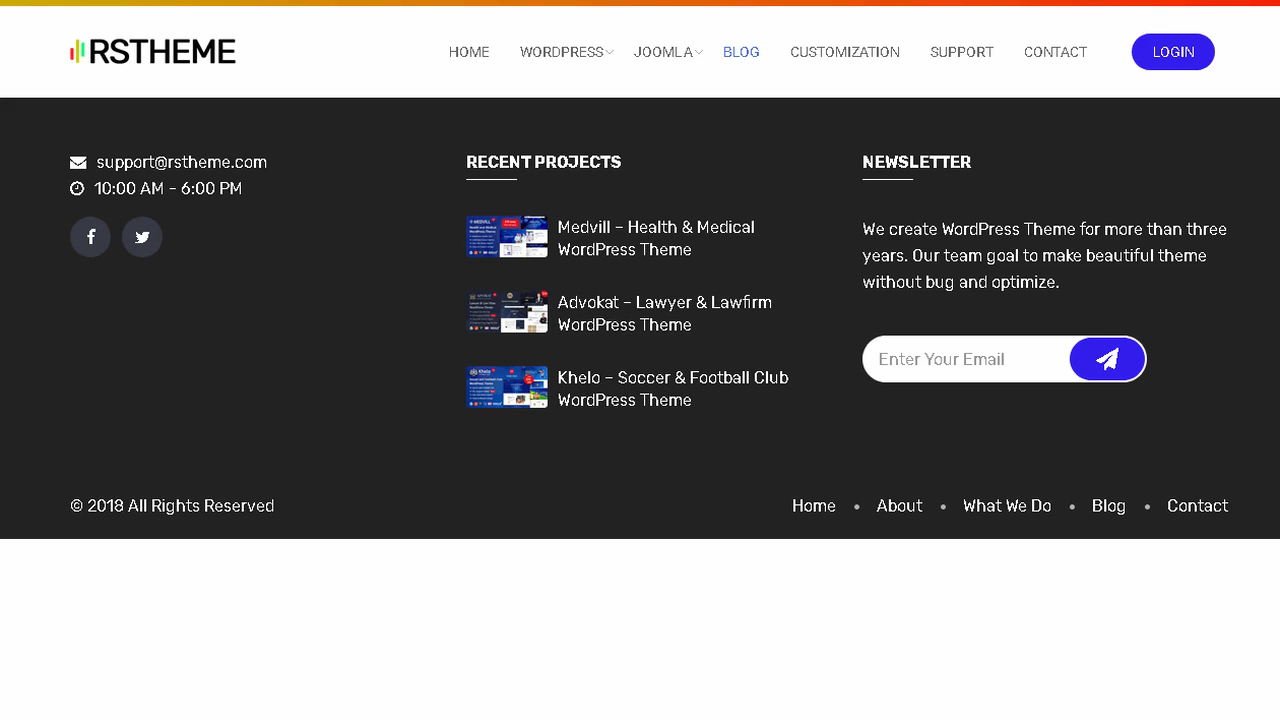 RSTHEME
HOME WORDPRESS JOOMLA BLOG CUSTOMIZATION SUPPORT CONTACT LOGIN
support@rstheme.com
10:00 AM - 6:00 PM
RECENT PROJECTS
Medvill – Health & Medical
WordPress Theme
Advokat – Lawyer & Lawfirm
WordPress Theme
Khelo – Soccer & Football Club
WordPress Theme
NEWSLETTER
We create WordPress Theme for more than three
years. Our team goal to make beautiful theme
without bug and optimize.
Enter Your Email
© 2018 All Rights Reserved
Home • About • What We Do • Blog • Contact